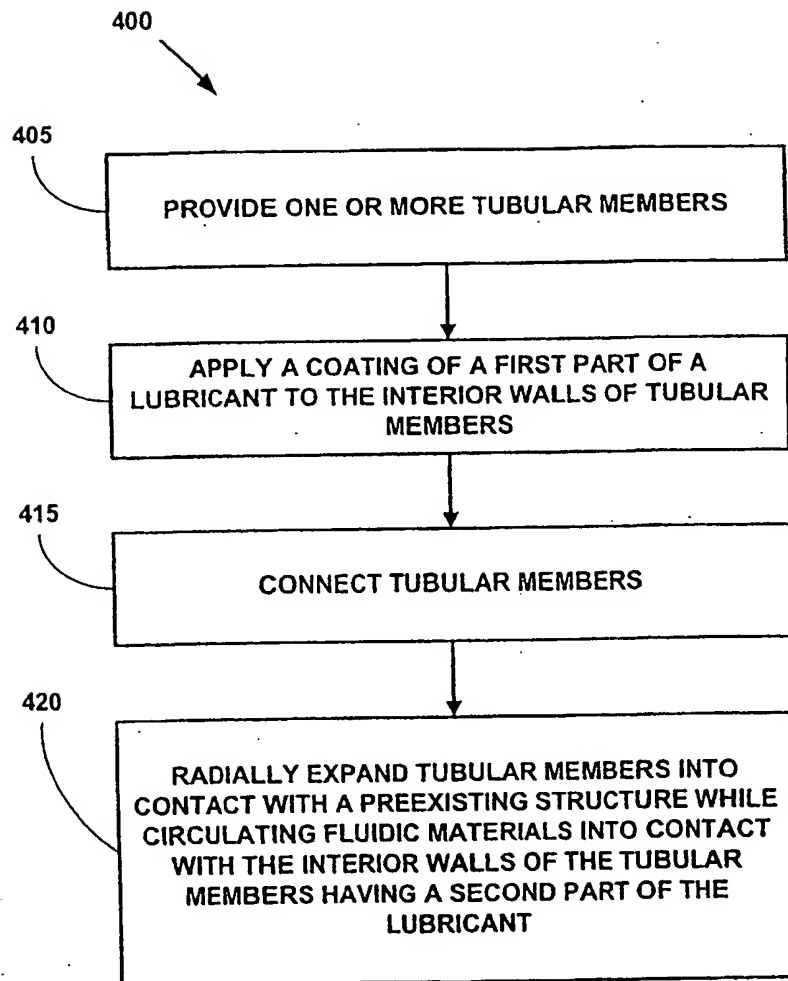 400
405
PROVIDE ONE OR MORE TUBULAR MEMBERS
410
APPLY A COATING OF A FIRST PART OF A
LUBRICANT TO THE INTERIOR WALLS OF TUBULAR
MEMBERS
415
CONNECT TUBULAR MEMBERS
420
RADIALLY EXPAND TUBULAR MEMBERS INTO
CONTACT WITH A PREEXISTING STRUCTURE WHILE
CIRCULATING FLUIDIC MATERIALS INTO CONTACT
WITH THE INTERIOR WALLS OF THE TUBULAR
MEMBERS HAVING A SECOND PART OF THE
LUBRICANT